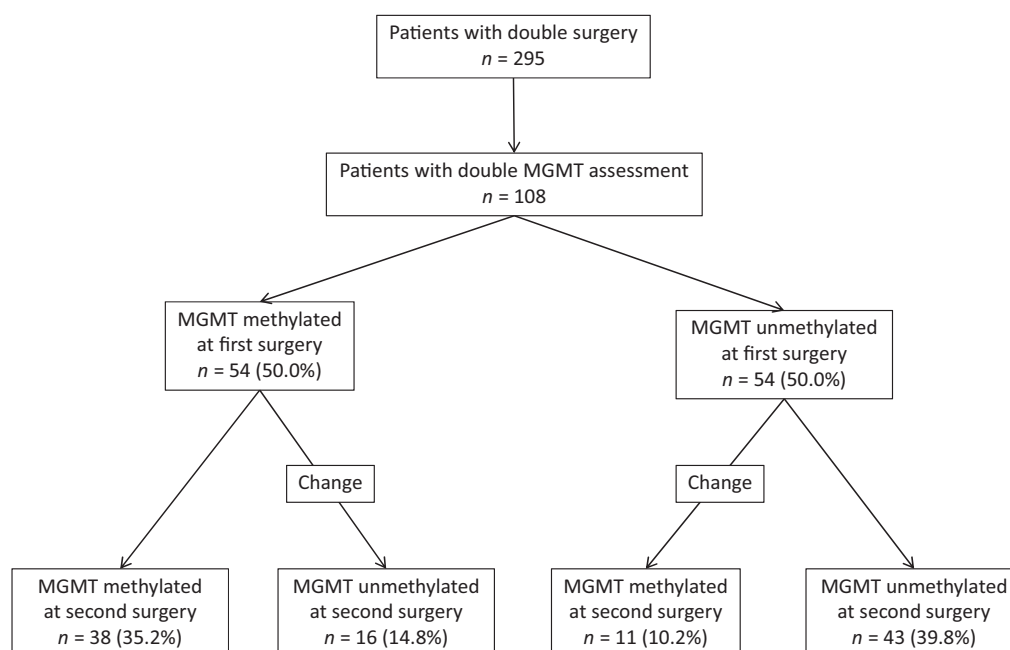 Patients with double surgery
n = 295
Patients with double MGMT assessment
n = 108
MGMT methylated
at first surgery
n = 54 (50.0%)
MGMT unmethylated
at first surgery
n = 54 (50.0%)
Change
Change
MGMT methylated
at second surgery
n = 38 (35.2%)
MGMT unmethylated
at second surgery
n = 16 (14.8%)
MGMT methylated
at second surgery
n = 11 (10.2%)
MGMT unmethylated
at second surgery
n = 43 (39.8%)